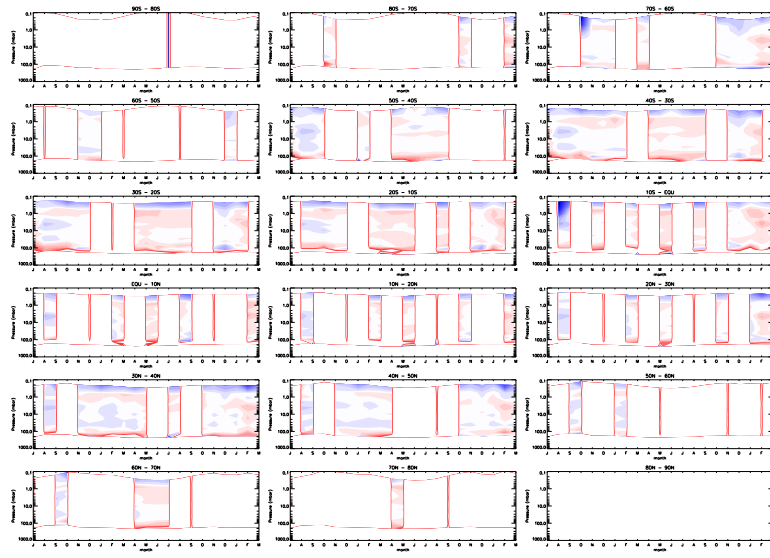 90S - 80S
80S - 70S
70S - 60S
Pressure (mbar)
0.1
1.0
10.0
100.0
1000.0
J A S O N D J F M A M J J A S O N D J F M
month
60S - 50S
50S - 40S
40S - 30S
30S - 20S
20S - 10S
10S - EQU
EQU - 10N
10N - 20N
20N - 30N
30N - 40N
40N - 50N
50N - 60N
60N - 70N
70N - 80N
80N - 90N